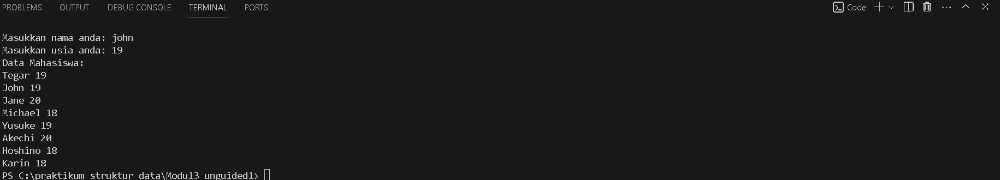 PROBLEMS OUTPUT DEBUG CONSOLE TERMINAL PORTS Code
Masukkan nama anda: john
Masukkan usia anda: 19
Data Mahasiswa:
Tegar 19
John 19
Jane 20
Michael 18
Yusuke 19
Akechi 20
Hoshino 18
Karin 18
PS C:\praktikum struktur data\Modul3 unguided1>